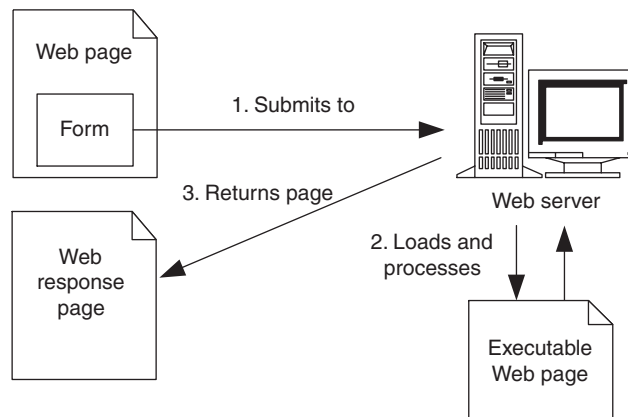 Web page
Form
1. Submits to
Web server
3. Returns page
2. Loads and
processes
Web
response
page
Executable
Web page